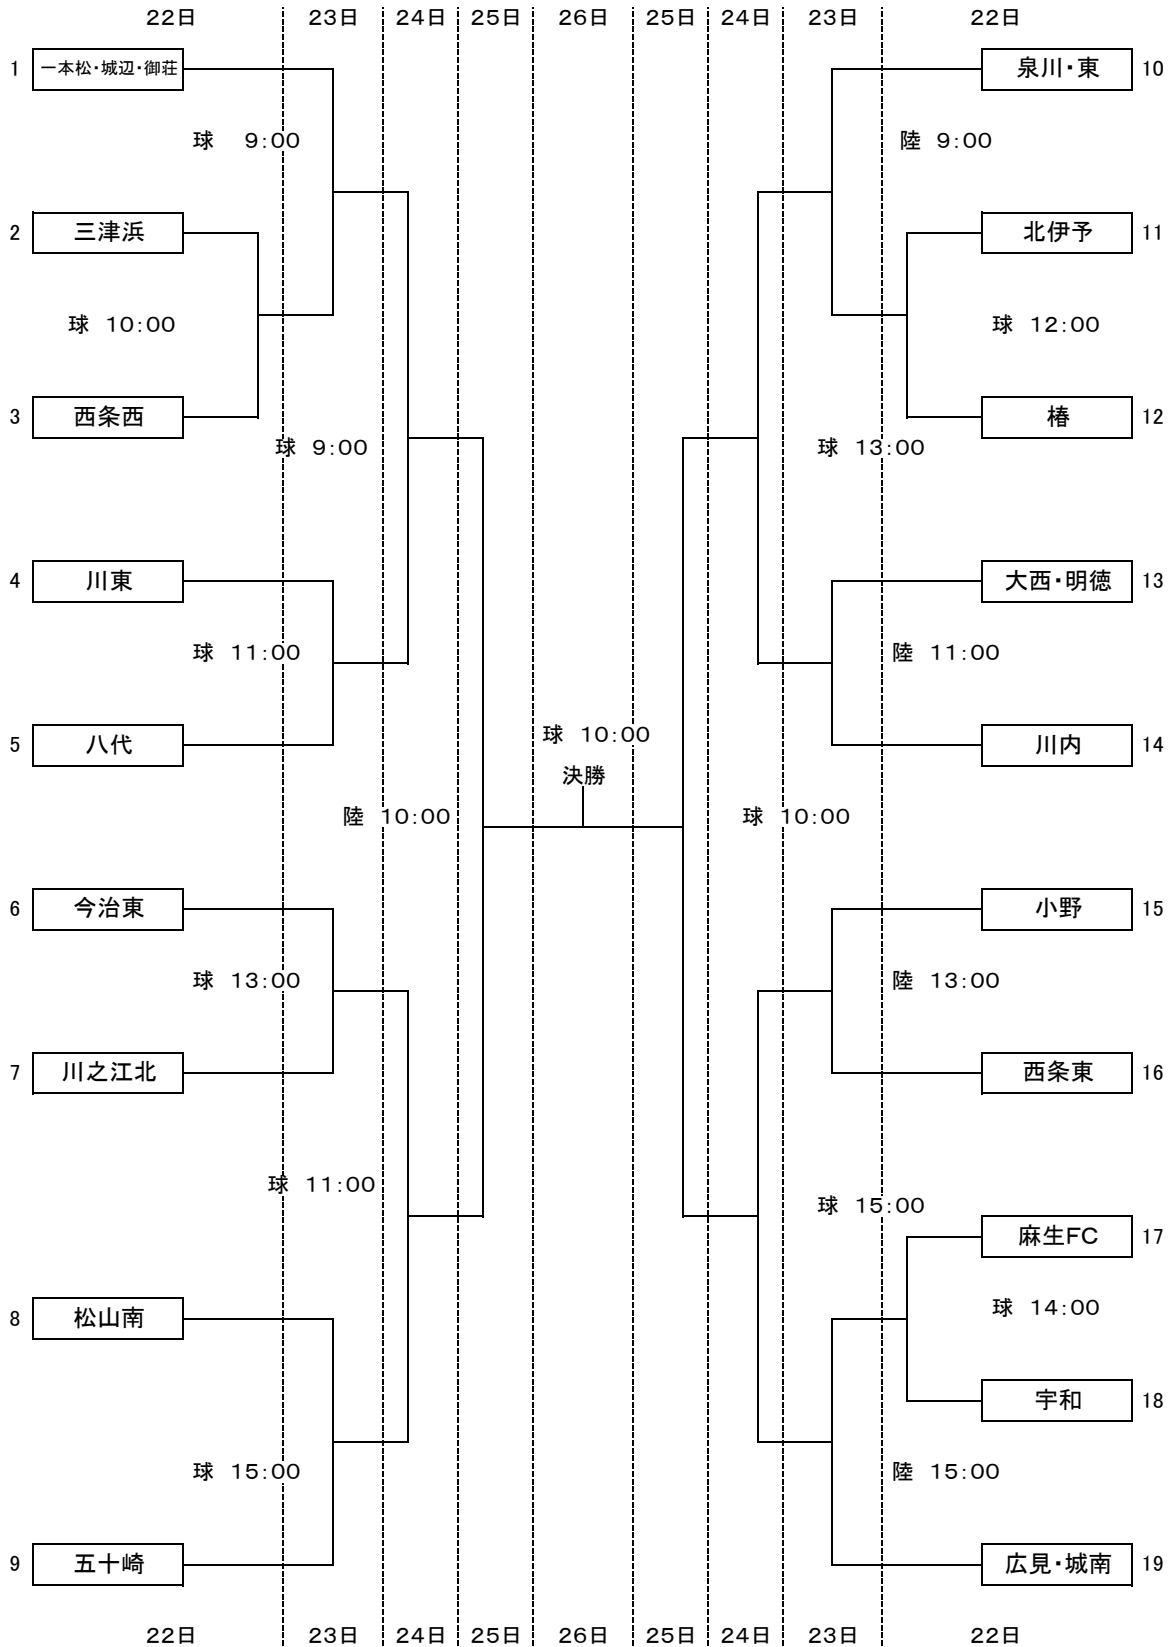 22日 23日 24日 25日 26日 25日 24日 23日 22日
1 一本松・城辺・御荘 泉川・東 10
球 9:00 陸 9:00
2 三津浜 北伊予 11
球 10:00 球 12:00
3 西条西 椿 12
球 9:00 球 13:00
4 川東 大西・明徳 13
球 11:00 陸 11:00
球 10:00
5 八代 川内 14
決勝
陸 10:00 球 10:00
6 今治東 小野 15
球 13:00 陸 13:00
7 川之江北 西条東 16
球 11:00 球 15:00
麻生FC 17
球 14:00
8 松山南
宇和 18
球 15:00 陸 15:00
9 五十崎 広見・城南 19
22日 23日 24日 25日 26日 25日 24日 23日 22日